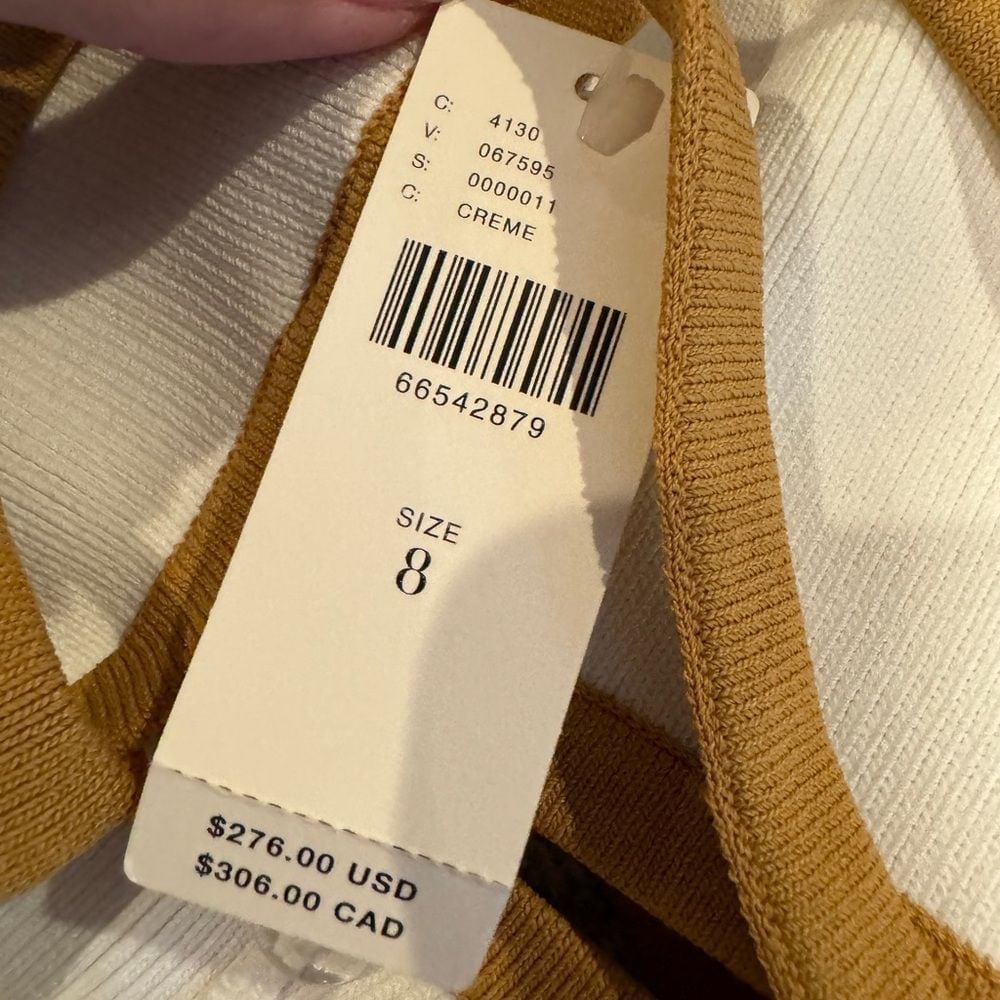 C: 4130
V: 067595
S: 0000011
C: CREME
66542879
SIZE
8
$276.00 USD
$306.00 CAD